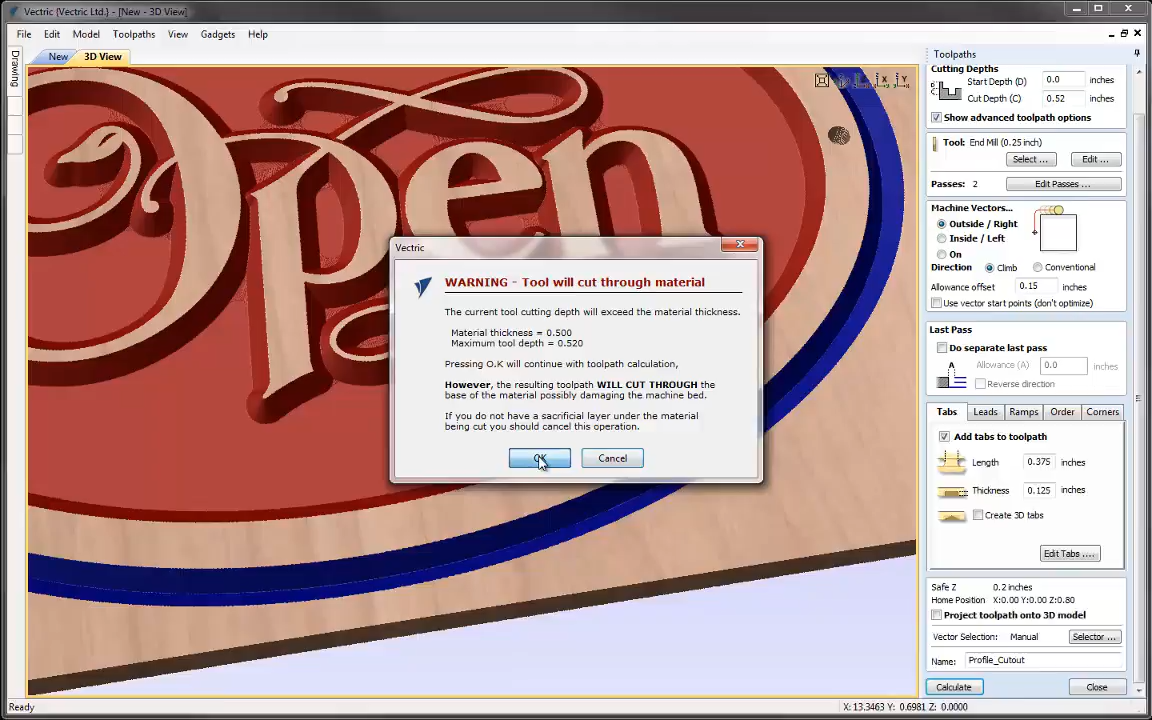 Vectric {Vectric Ltd.} - [New - 3D View]
File Edit Model Toolpaths View Gadgets Help
Drawing
New
3D View
Open
X
Y
Vectric
WARNING - Tool will cut through material
The current tool cutting depth will exceed the material thickness.
Material thickness = 0.500
Maximum tool depth = 0.520
Pressing O.K will continue with toolpath calculation,
However, the resulting toolpath WILL CUT THROUGH the
base of the material possibly damaging the machine bed.
If you do not have a sacrificial layer under the material
being cut you should cancel this operation.
OK
Cancel
Toolpaths
Cutting Depths
D
C
Start Depth (D) 0.0 inches
Cut Depth (C) 0.52 inches
Show advanced toolpath options
Tool: End Mill (0.25 inch)
Select ... Edit ...
Passes: 2 Edit Passes ...
Machine Vectors...
Outside / Right
Inside / Left
On
Direction Climb Conventional
Allowance offset 0.15 inches
Use vector start points (don't optimize)
Last Pass
Do separate last pass
A
Allowance (A) 0.0 inches
Reverse direction
Tabs Leads Ramps Order Corners
Add tabs to toolpath
Length 0.375 inches
Thickness 0.125 inches
Create 3D tabs
Edit Tabs ....
Safe Z 0.2 inches
Home Position X:0.00 Y:0.00 Z:0.80
Project toolpath onto 3D model
Vector Selection: Manual Selector ...
Name: Profile_Cutout
Calculate Close
Ready
X: 13.3463 Y: 0.6981 Z: 0.0000